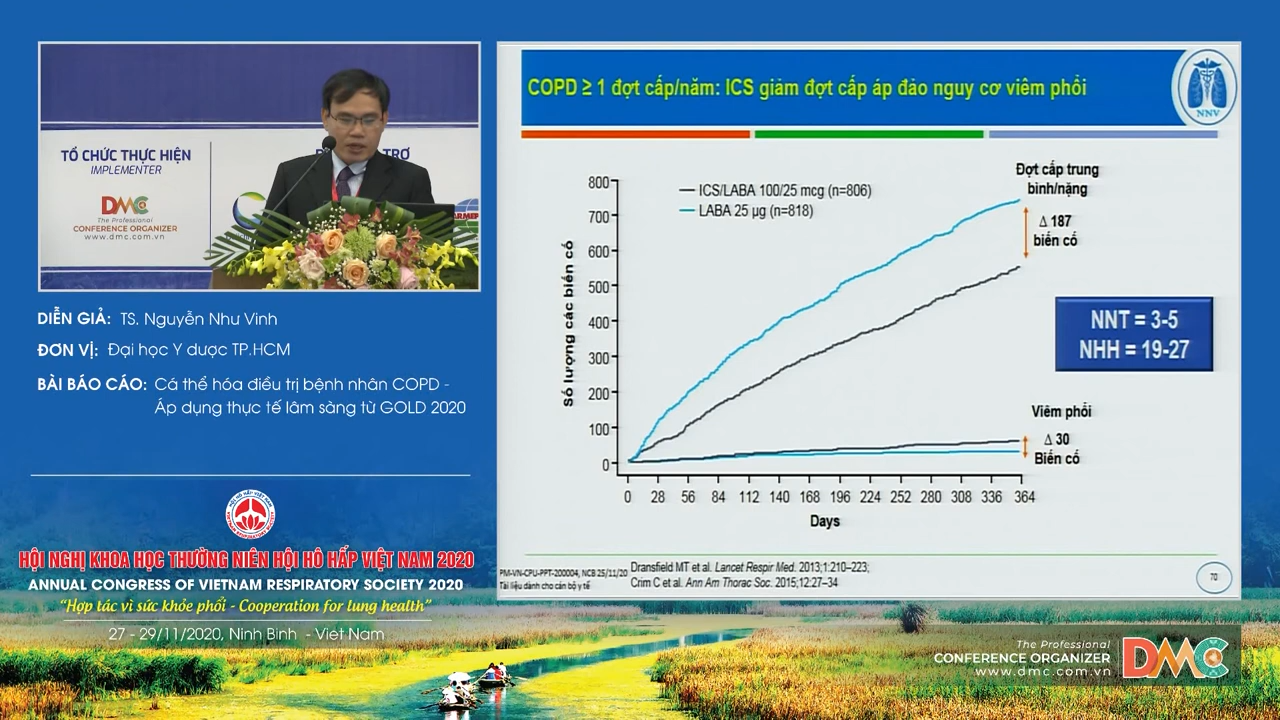 TỔ CHỨC THỰC HIỆN
IMPLEMENTER
DMC
The Professional
CONFERENCE ORGANIZER
www.dmc.com.vn
TRỢ
DIỄN GIẢ: TS. Nguyễn Như Vinh
ĐƠN VỊ: Đại học Y dược TP.HCM
BÀI BÁO CÁO: Cá thể hóa điều trị bệnh nhân COPD -
Áp dụng thực tế lâm sàng từ GOLD 2020
HỘI NGHỊ KHOA HỌC THƯỜNG NIÊN HỘI HÔ HẤP VIỆT NAM 2020
ANNUAL CONGRESS OF VIETNAM RESPIRATORY SOCIETY 2020
“Hợp tác vì sức khỏe phổi - Cooperation for lung health”
27 - 29/11/2020, Ninh Bình - Việt Nam
COPD ≥ 1 đợt cấp/năm: ICS giảm đợt cấp áp đảo nguy cơ viêm phổi
NNV
Số lượng các biến cố
800
700
600
500
400
300
200
100
0
ICS/LABA 100/25 mcg (n=806)
LABA 25 µg (n=818)
Đợt cấp trung
bình/nặng
Δ 187
biến cố
NNT = 3-5
NHH = 19-27
Viêm phổi
Δ 30
Biến cố
0 28 56 84 112 140 168 196 224 252 280 308 336 364
Days
PM-VN-CPU-PPT-200004, NCB 25/11/20
Tài liệu dành cho cán bộ y tế
Dransfield MT et al. Lancet Respir Med. 2013;1:210–223;
Crim C et al. Ann Am Thorac Soc. 2015;12:27–34
70
The Professional
CONFERENCE ORGANIZER
www.dmc.com.vn
DMC